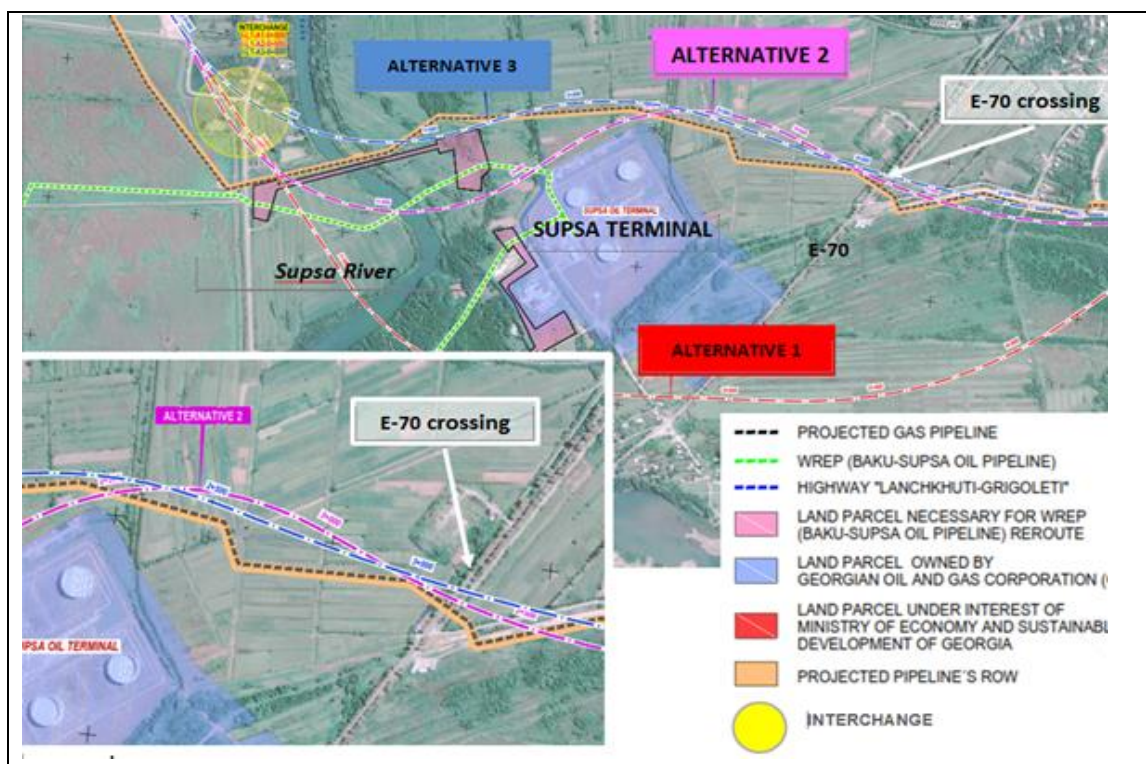 INTERCHANGE
ALTERNATIVE 3
ALTERNATIVE 2
E-70 crossing
SUPSA OIL TERMINAL
SUPSA TERMINAL
E-70
Supsa River
ALTERNATIVE 1
ALTERNATIVE 2
E-70 crossing
UPSA OIL TERMINAL
PROJECTED GAS PIPELINE
WREP (BAKU-SUPSA OIL PIPELINE)
HIGHWAY "LANCHKHUTI-GRIGOLETI"
LAND PARCEL NECESSARY FOR WREP
(BAKU-SUPSA OIL PIPELINE) REROUTE
LAND PARCEL OWNED BY
GEORGIAN OIL AND GAS CORPORATION (
LAND PARCEL UNDER INTEREST OF
MINISTRY OF ECONOMY AND SUSTAINABL
DEVELOPMENT OF GEORGIA
PROJECTED PIPELINE'S ROW
INTERCHANGE